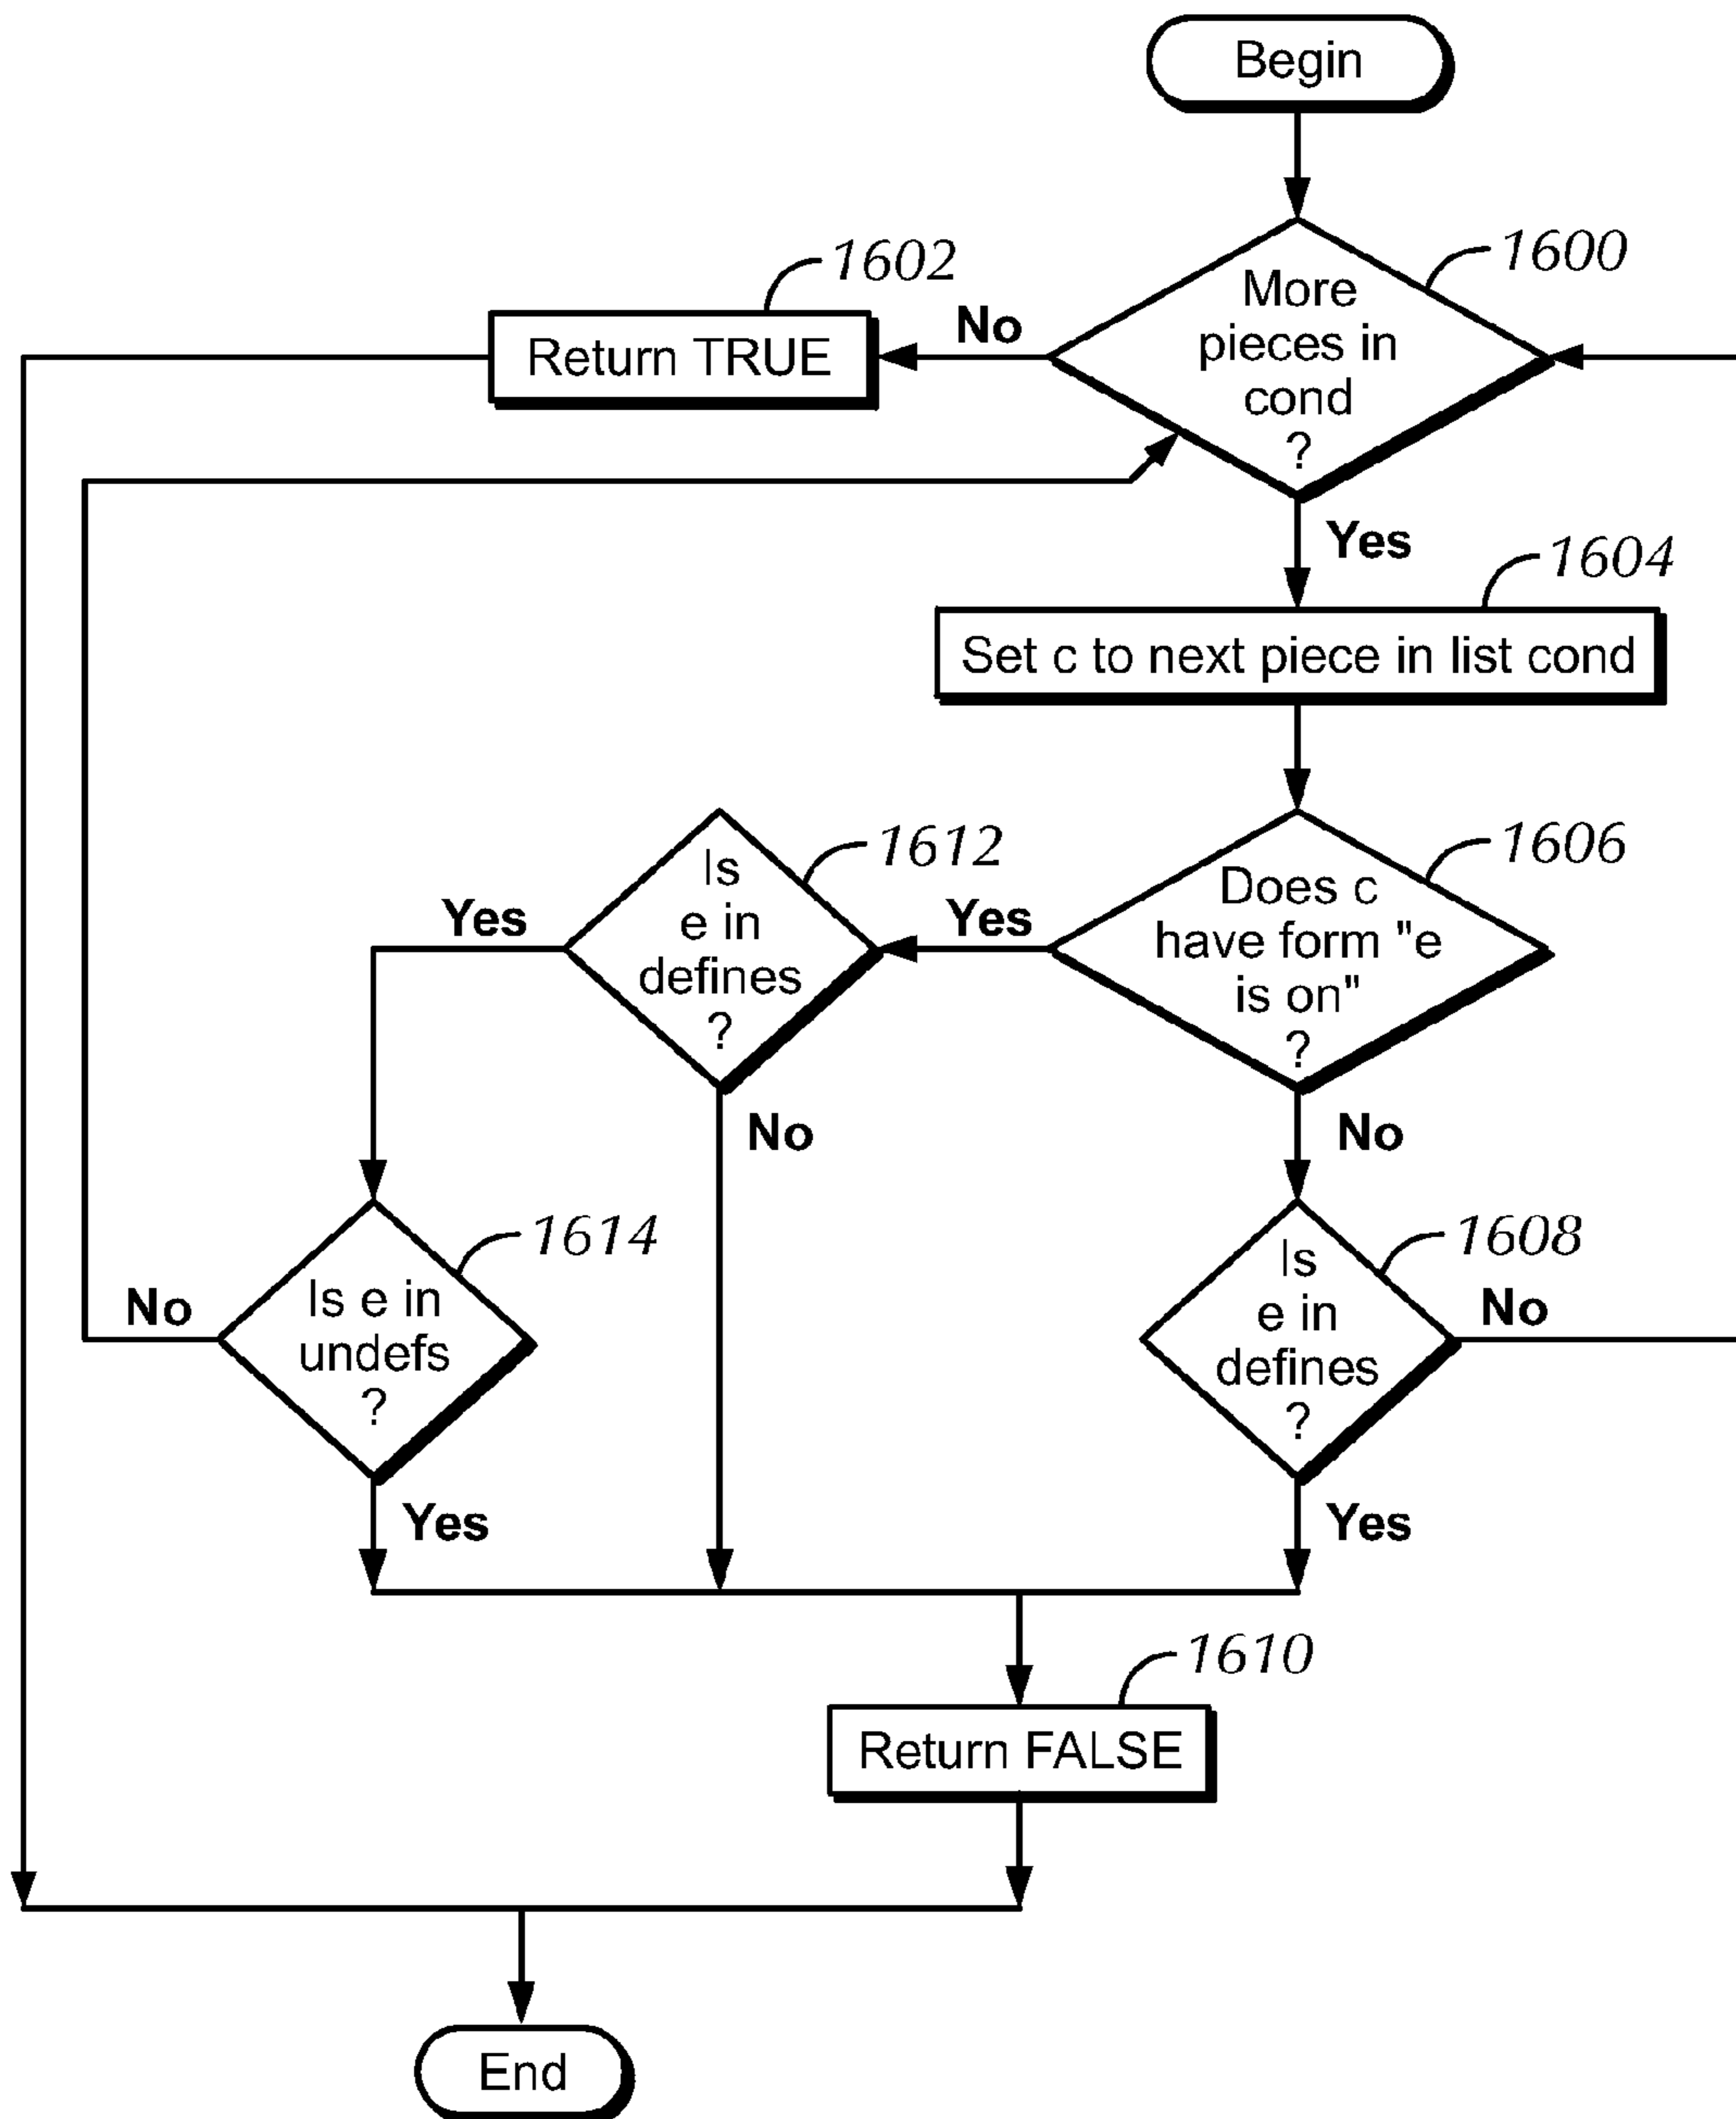 Begin
1600
More
pieces in
cond
?
No
1602
Return TRUE
Yes
1604
Set c to next piece in list cond
1606
Does c
have form "e
is on"
?
Yes
1612
Is
e in
defines
?
Yes
No
No
1614
Is e in
undefs
?
No
Yes
1608
Is
e in
defines
?
No
Yes
1610
Return FALSE
End